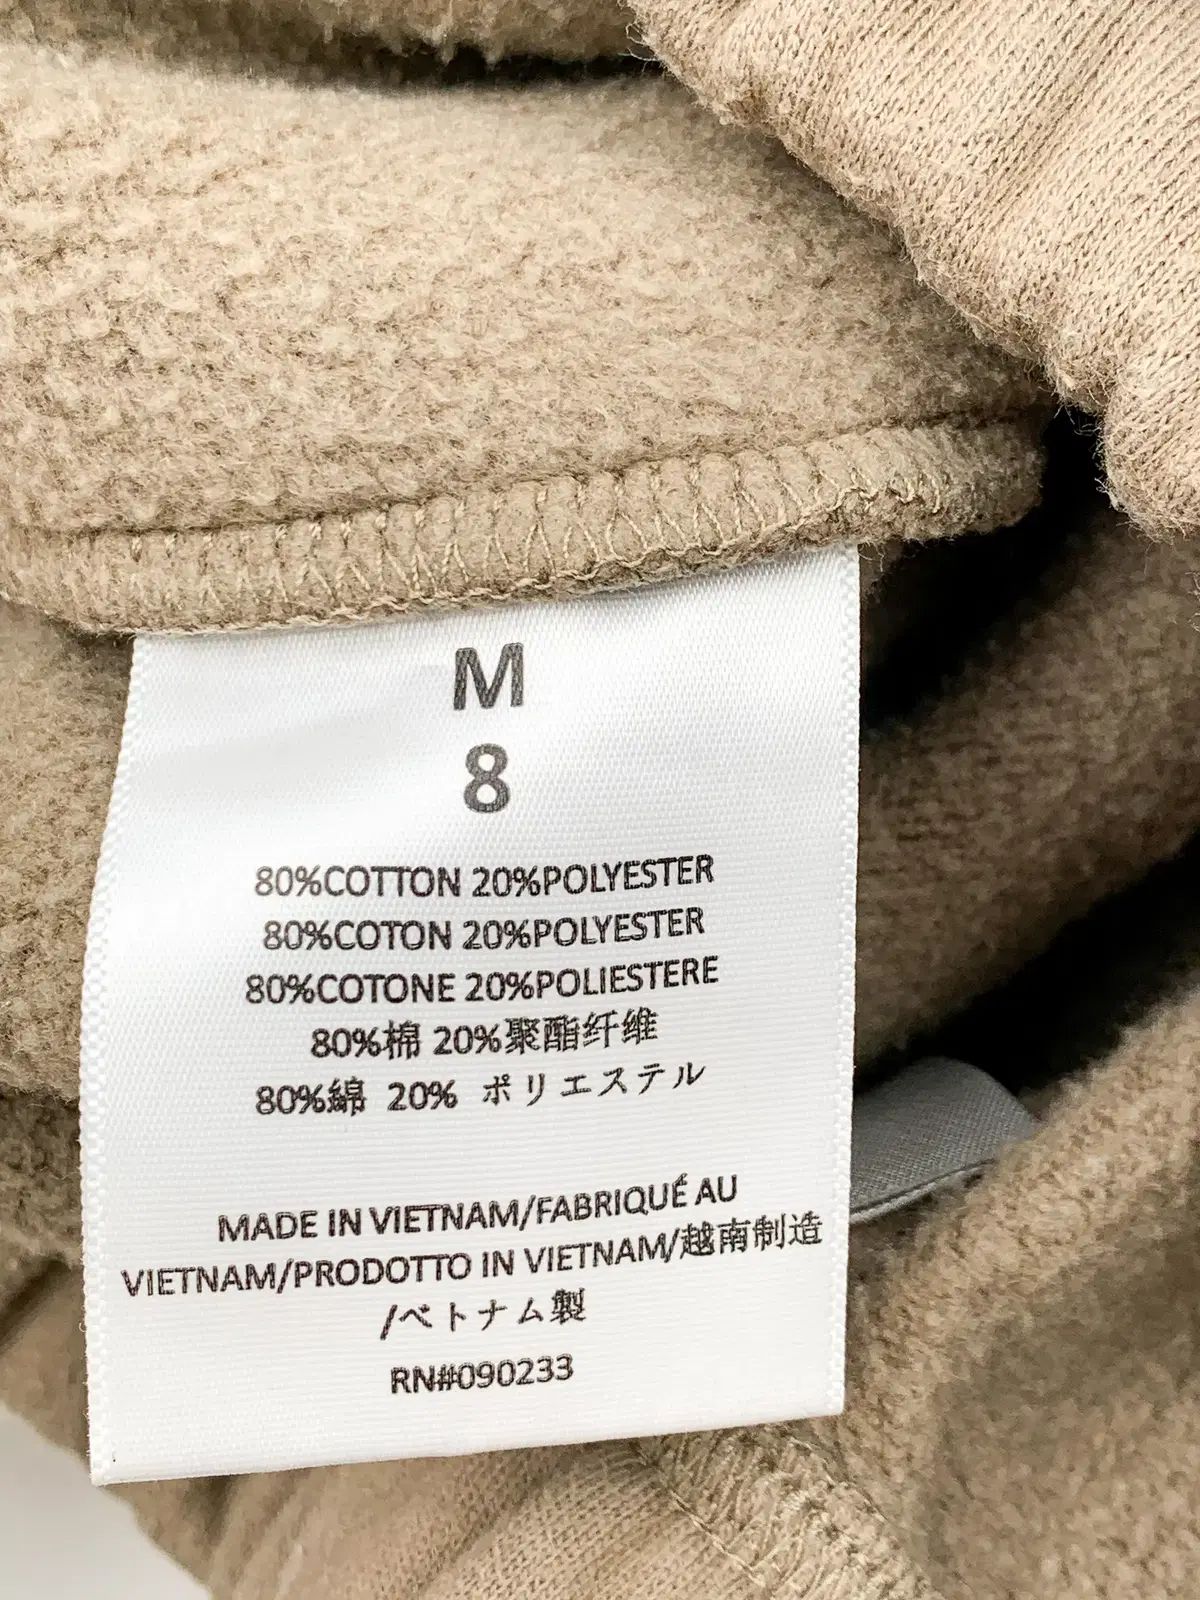 M
8
80%COTTON 20%POLYESTER
80%COTON 20%POLYESTER
80%COTONE 20%POLIESTERE
80%棉 20%聚酯纤维
80%綿 20% ポリエステル
MADE IN VIETNAM/FABRIQUÉ AU
VIETNAM/PRODOTTO IN VIETNAM/越南制造
/ベトナム製
RN#090233